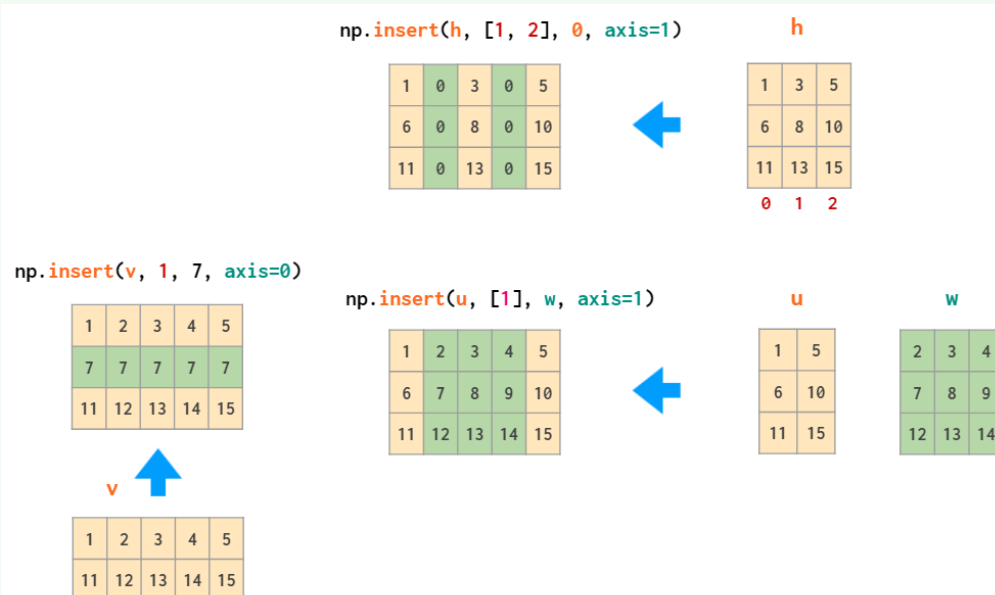 np.insert(h, [1, 2], 0, axis=1) h
1 0 3 0 5 1 3 5
6 0 8 0 10 6 8 10
11 0 13 0 15 11 13 15
0 1 2
np.insert(v, 1, 7, axis=0)
1 2 3 4 5
7 7 7 7 7
11 12 13 14 15
v
1 2 3 4 5
11 12 13 14 15
np.insert(u, [1], w, axis=1) u w
1 2 3 4 5 1 5 2 3 4
6 7 8 9 10 6 10 7 8 9
11 12 13 14 15 11 15 12 13 14